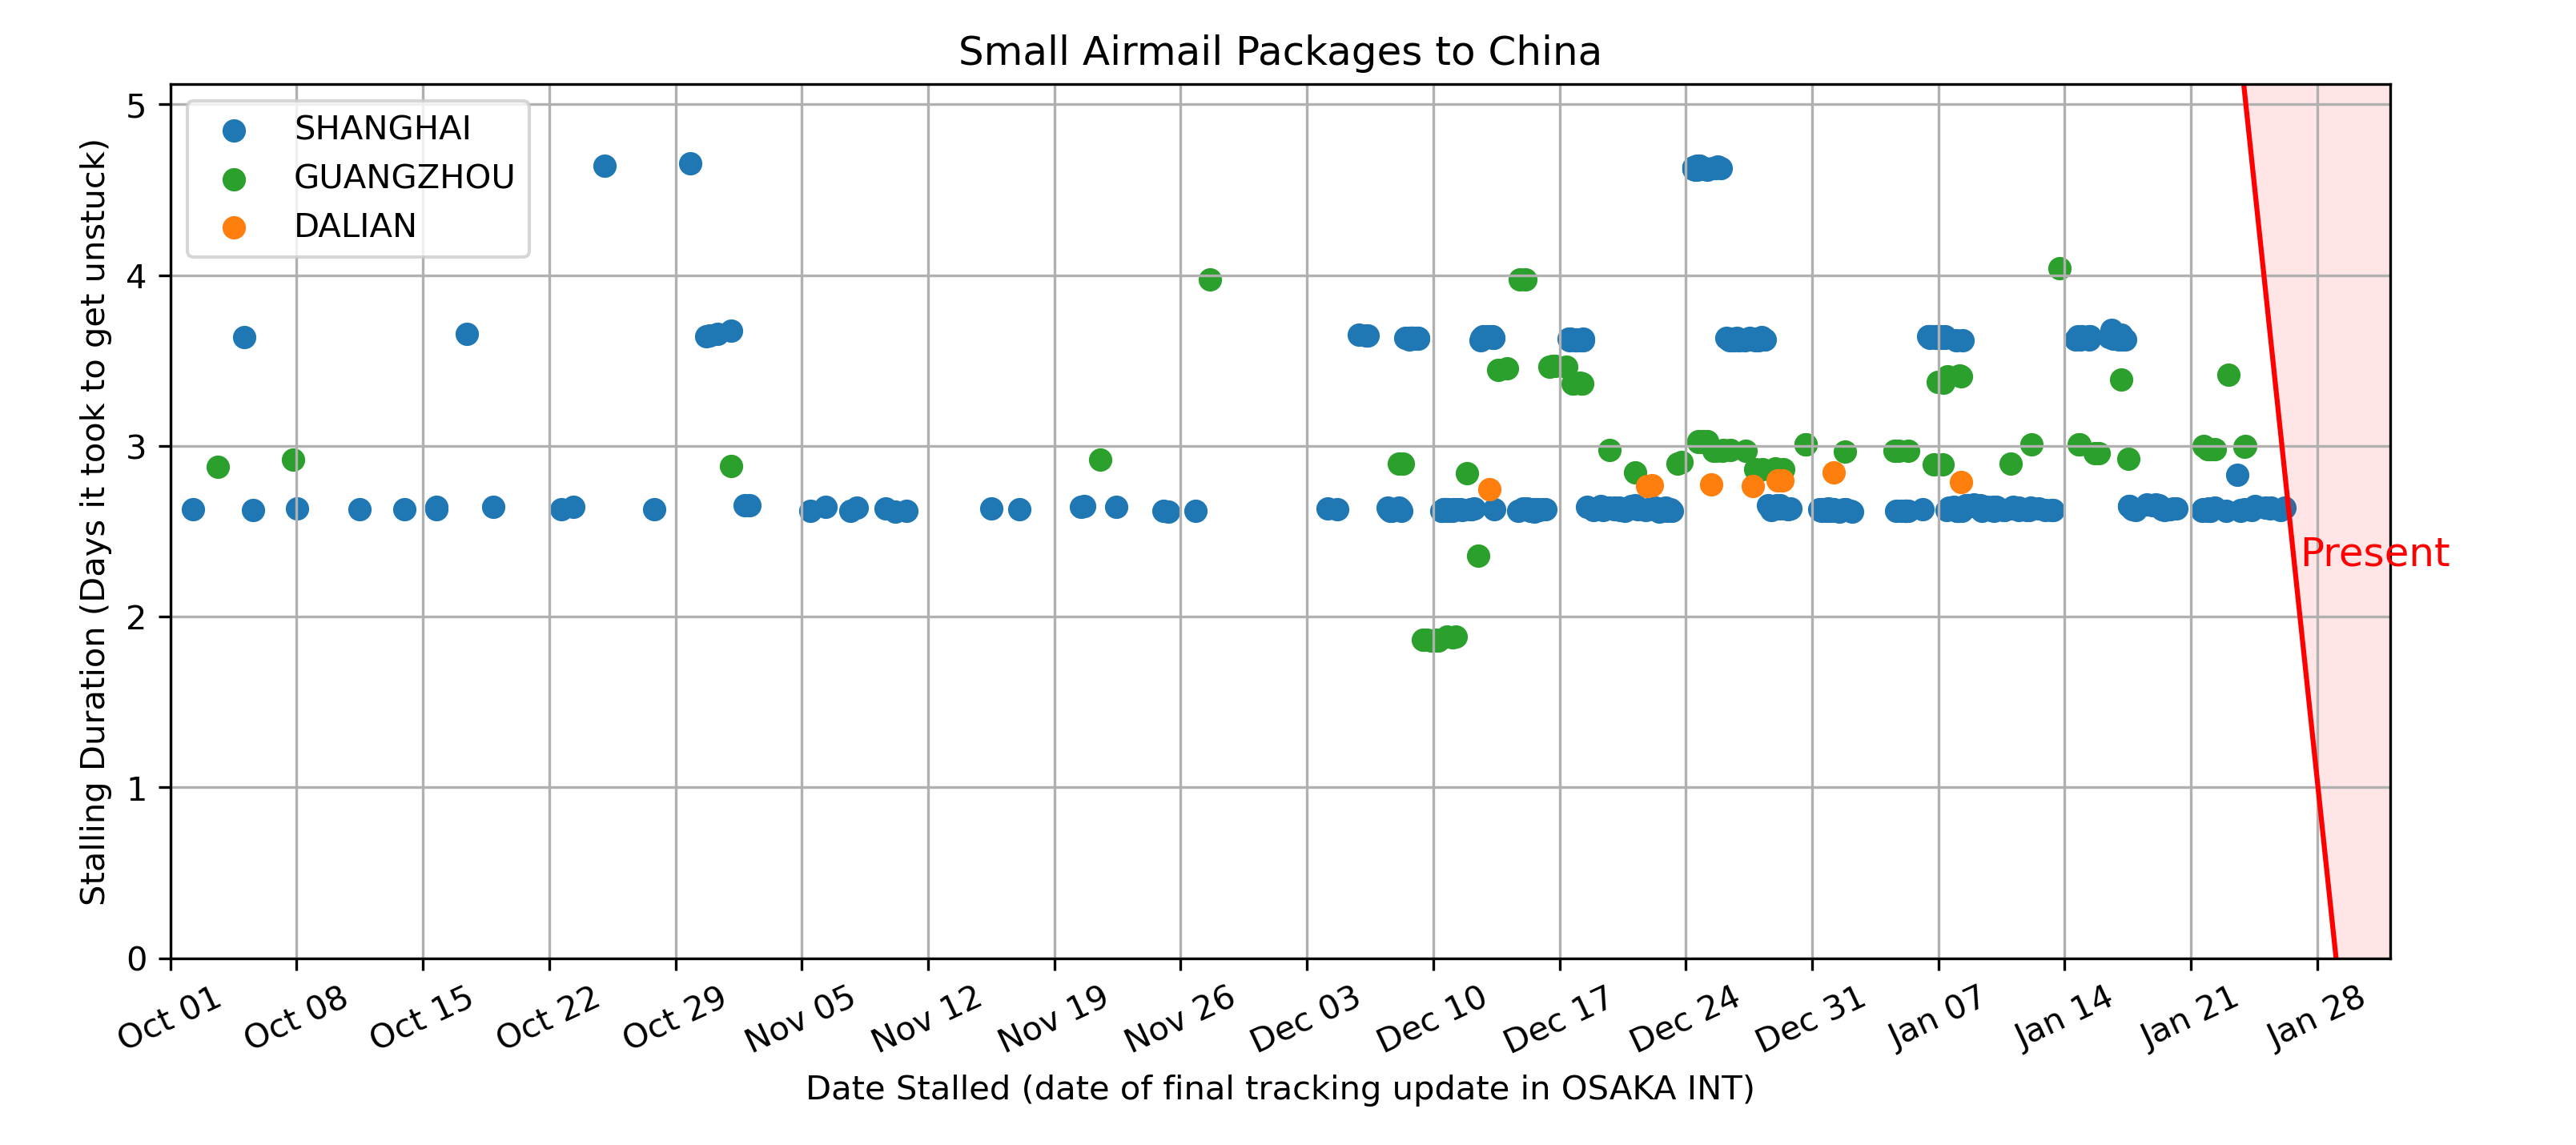 Small Airmail Packages to China
SHANGHAI
GUANGZHOU
DALIAN
Stalling Duration (Days it took to get unstuck)
5
4
3
2
1
0
Present
Oct 01
Oct 08
Oct 15
Oct 22
Oct 29
Nov 05
Nov 12
Nov 19
Nov 26
Dec 03
Dec 10
Dec 17
Dec 24
Dec 31
Jan 07
Jan 14
Jan 21
Jan 28
Date Stalled (date of final tracking update in OSAKA INT)